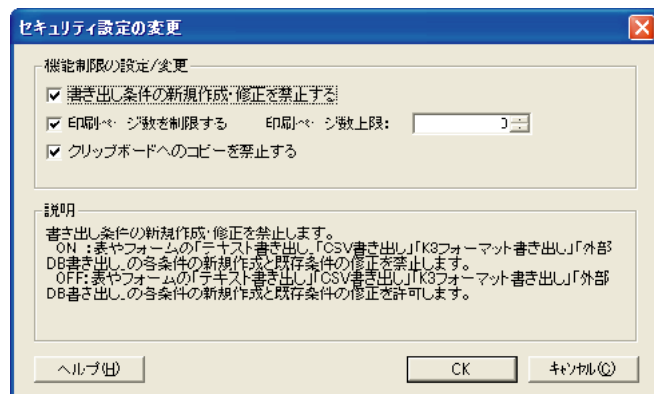 セキュリティ設定の変更
機能制限の設定/変更
書き出し条件の新規作成・修正を禁止する
印刷ページ数を制限する 印刷ページ数上限: 0
クリップボードへのコピーを禁止する
説明
書き出し条件の新規作成・修正を禁止します。
ON :表やフォームの「テキスト書き出し」「CSV書き出し」「K3フォーマット書き出し」「外部
DB書き出し」の各条件の新規作成と既存条件の修正を禁止します。
OFF:表やフォームの「テキスト書き出し」「CSV書き出し」「K3フォーマット書き出し」「外部
DB書き出し」の各条件の新規作成と既存条件の修正を許可します。
ヘルプ(H) OK キャンセル(C)